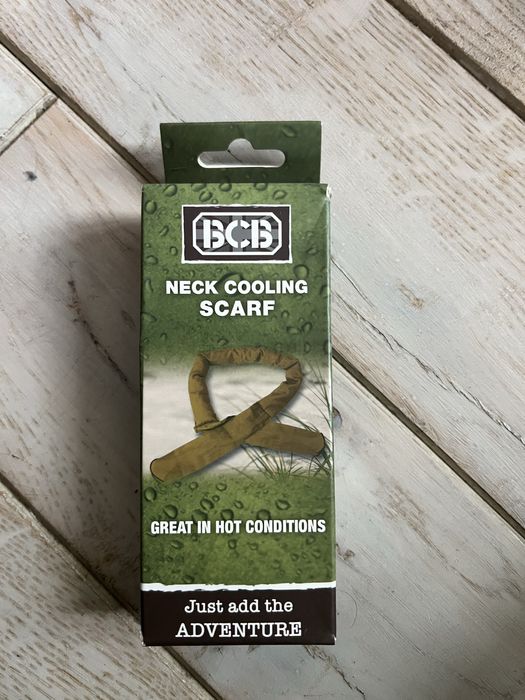 BCB
NECK COOLING
SCARF
GREAT IN HOT CONDITIONS
Just add the
ADVENTURE